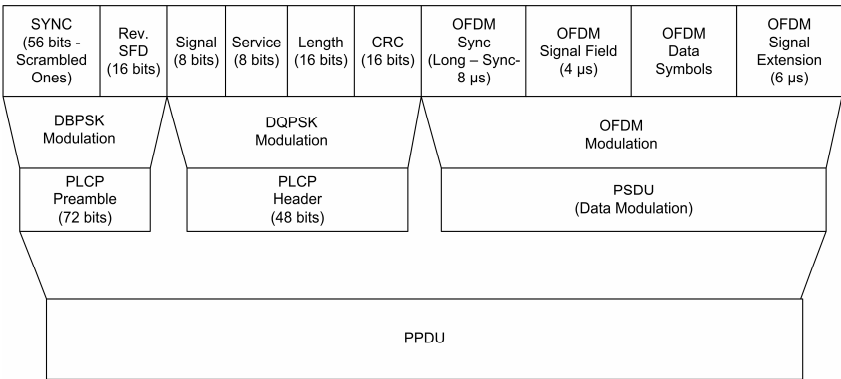 SYNC
(56 bits -
Scrambled
Ones)
Rev.
SFD
(16 bits)
Signal
(8 bits)
Service
(8 bits)
Length
(16 bits)
CRC
(16 bits)
OFDM
Sync
(Long – Sync-
8 µs)
OFDM
Signal Field
(4 µs)
OFDM
Data
Symbols
OFDM
Signal
Extension
(6 µs)
DBPSK
Modulation
DQPSK
Modulation
OFDM
Modulation
PLCP
Preamble
(72 bits)
PLCP
Header
(48 bits)
PSDU
(Data Modulation)
PPDU